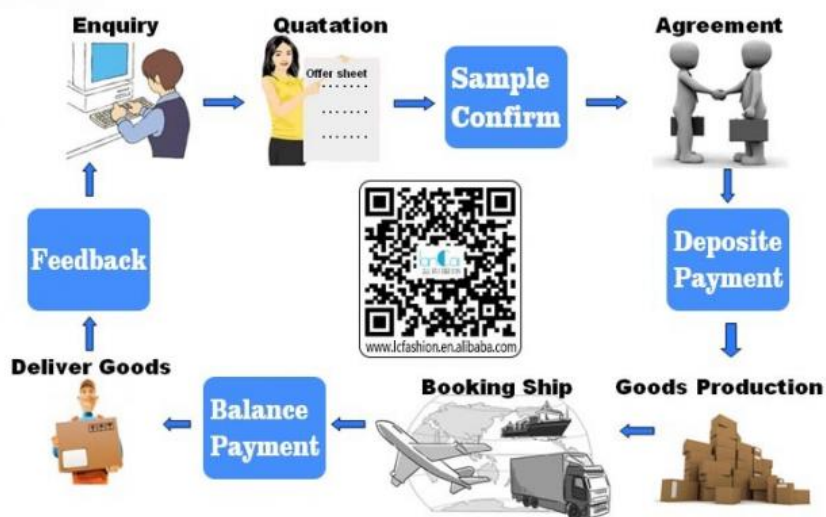 Enquiry
Quatation
Agreement
Offer sheet
Sample
Confirm
Feedback
Deposite
Payment
www.lcfashion.en.alibaba.com
Deliver Goods
Balance
Payment
Booking Ship
Goods Production